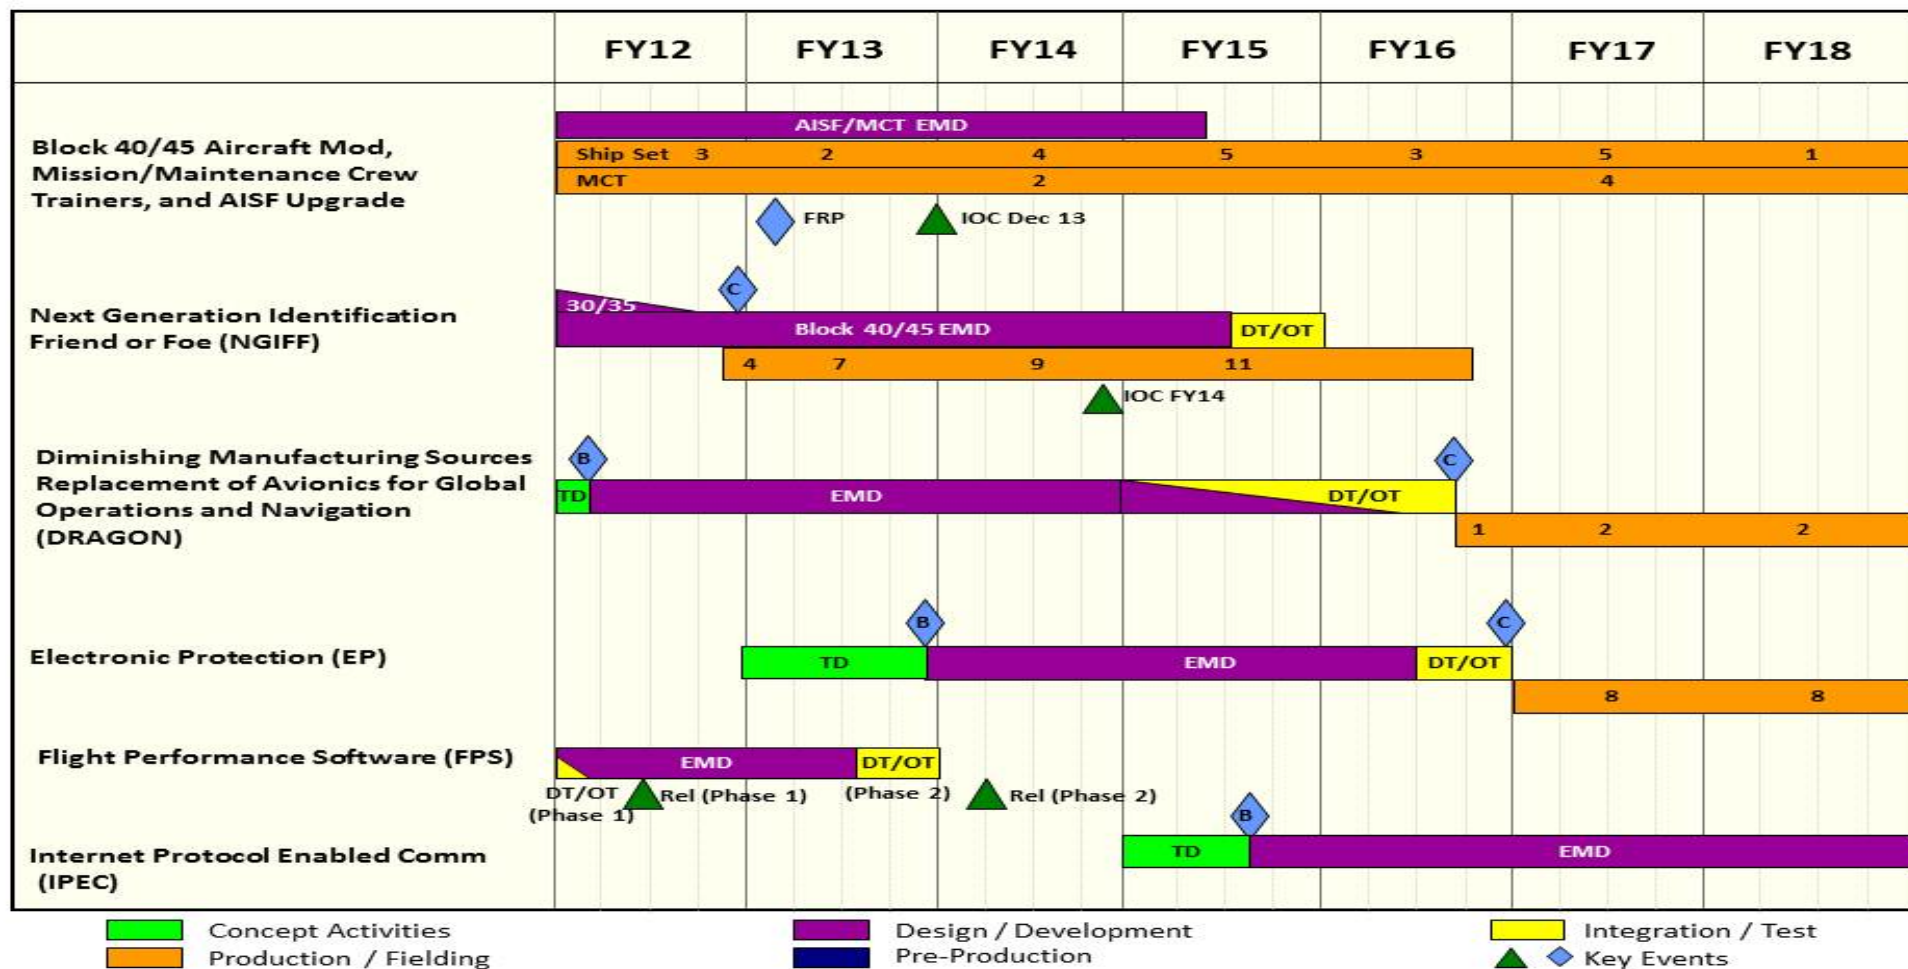 FY12 FY13 FY14 FY15 FY16 FY17 FY18
AISF/MCT EMD
Block 40/45 Aircraft Mod,
Mission/Maintenance Crew
Trainers, and AISF Upgrade
Ship Set 3 2 4 5 3 5 1
MCT 2 4
FRP IOC Dec 13
Next Generation Identification
Friend or Foe (NGIFF)
C
30/35
Block 40/45 EMD DT/OT
4 7 9 11
IOC FY14
Diminishing Manufacturing Sources
Replacement of Avionics for Global
Operations and Navigation
(DRAGON)
B C
TD EMD DT/OT
1 2 2
Electronic Protection (EP)
B C
TD EMD DT/OT
8 8
Flight Performance Software (FPS)
EMD DT/OT
DT/OT
(Phase 1)
Rel (Phase 1)
(Phase 2)
Rel (Phase 2)
B
Internet Protocol Enabled Comm
(IPEC)
TD EMD
Concept Activities Design / Development Integration / Test
Production / Fielding Pre-Production Key Events